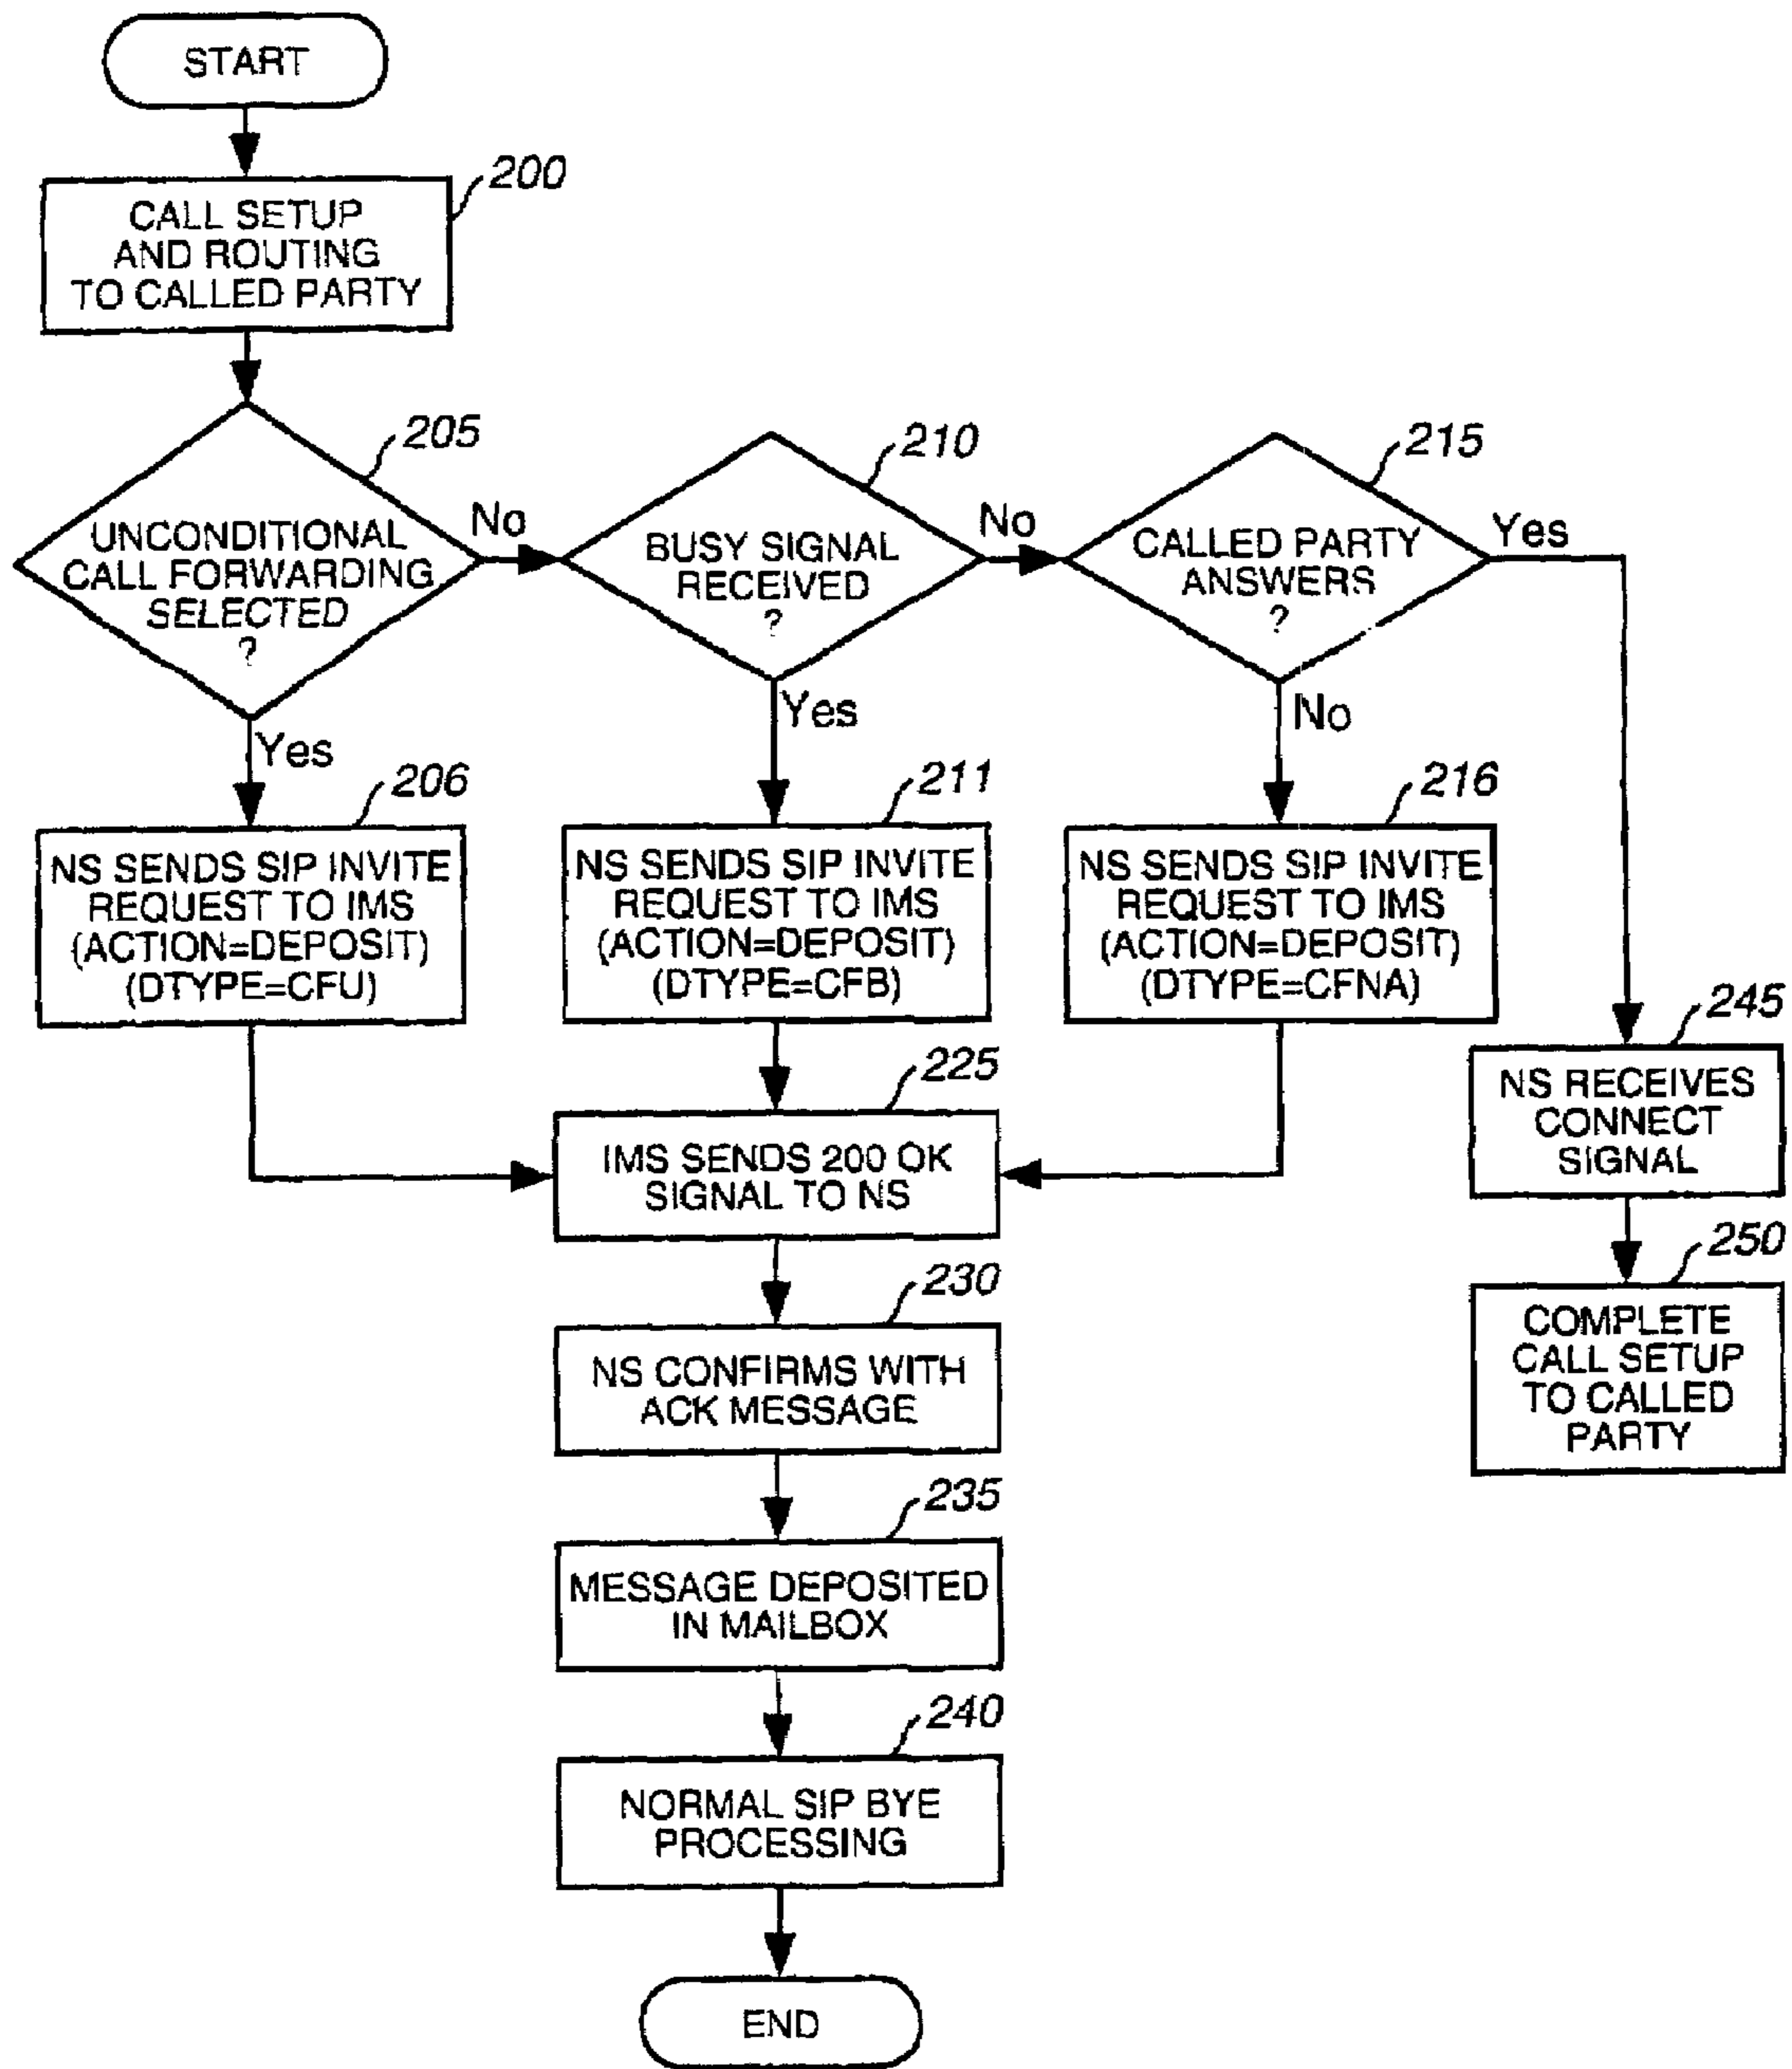 START
200
CALL SETUP
AND ROUTING
TO CALLED PARTY
205
UNCONDITIONAL
CALL FORWARDING
SELECTED
?
No
210
BUSY SIGNAL
RECEIVED
?
No
215
CALLED PARTY
ANSWERS
?
Yes
Yes
Yes
No
206
NS SENDS SIP INVITE
REQUEST TO IMS
(ACTION=DEPOSIT)
(DTYPE=CFU)
211
NS SENDS SIP INVITE
REQUEST TO IMS
(ACTION=DEPOSIT)
(DTYPE=CFB)
216
NS SENDS SIP INVITE
REQUEST TO IMS
(ACTION=DEPOSIT)
(DTYPE=CFNA)
245
NS RECEIVES
CONNECT
SIGNAL
225
IMS SENDS 200 OK
SIGNAL TO NS
250
COMPLETE
CALL SETUP
TO CALLED
PARTY
230
NS CONFIRMS WITH
ACK MESSAGE
235
MESSAGE DEPOSITED
IN MAILBOX
240
NORMAL SIP BYE
PROCESSING
END